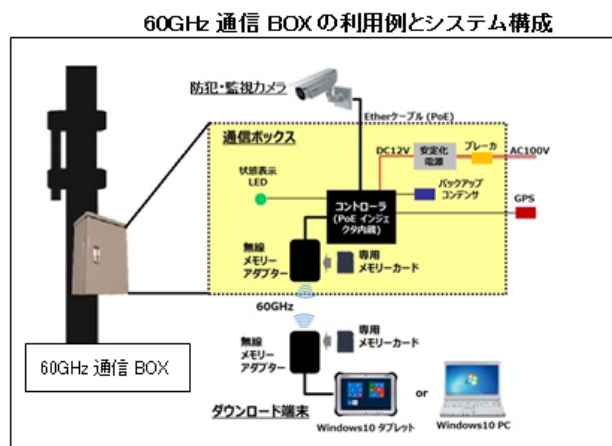 60GHz 通信 BOX の利用例とシステム構成
防犯・監視カメラ
Etherケーブル (PoE)
通信ボックス
状態表示
LED
DC12V
安定化
電源
ブレーカ
AC100V
バックアップ
コンデンサ
GPS
コントローラ
(PoE インジェ
クタ内蔵)
無線
メモリー
アダプター
専用
メモリーカード
60GHz
無線
メモリー
アダプター
専用
メモリーカード
60GHz 通信 BOX
ダウンロード端末
Windows10 タブレット
or
Windows10 PC